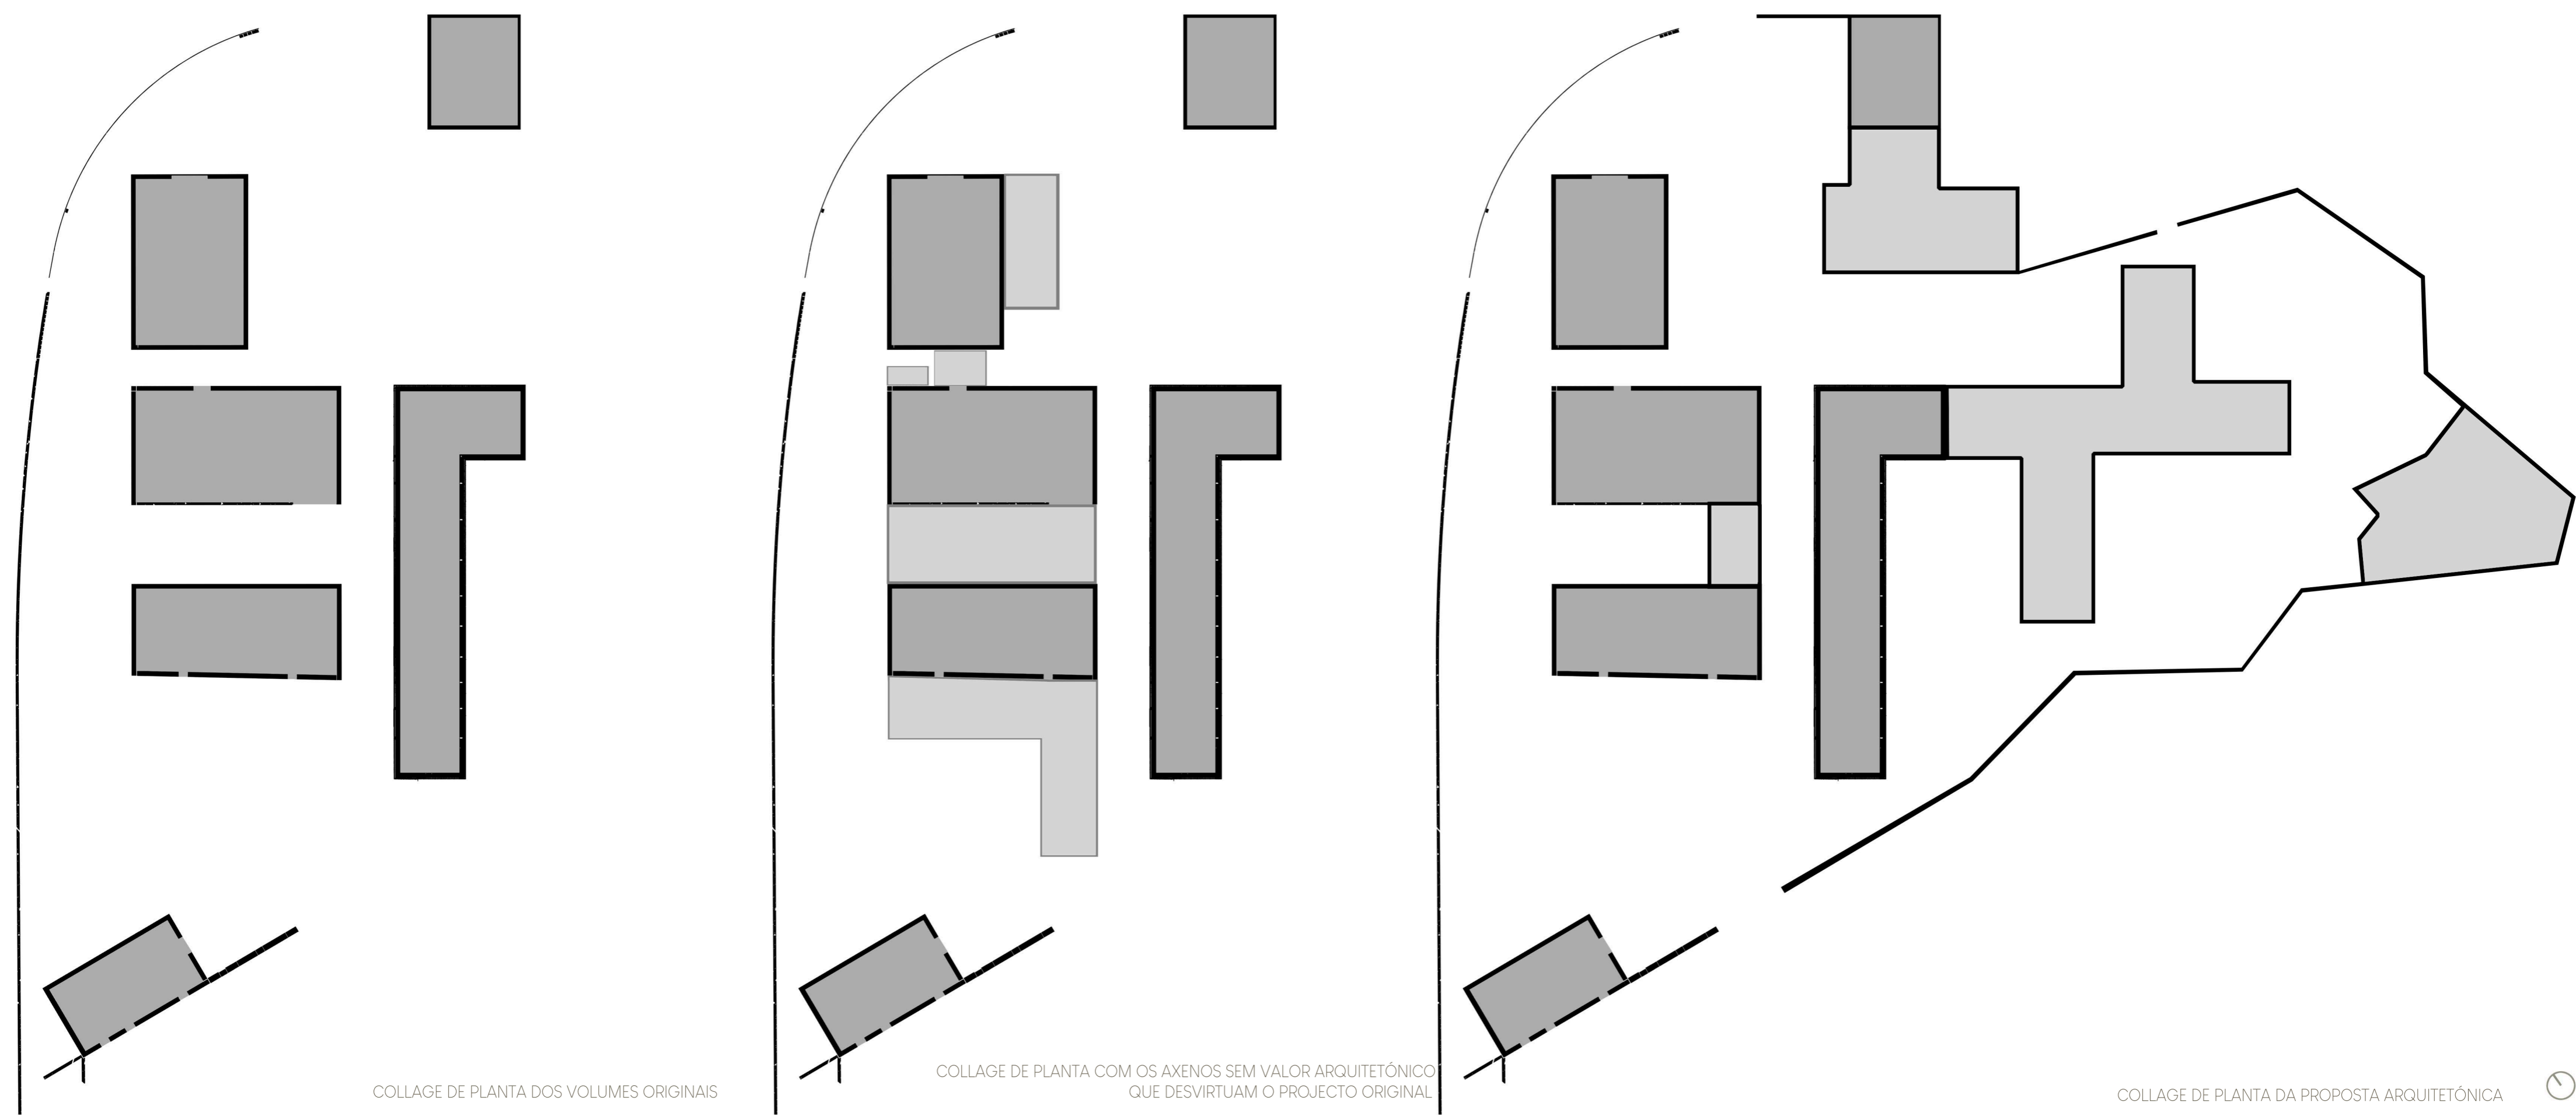 COLLAGE DE PLANTA DOS VOLUMES ORIGINAIS
COLLAGE DE PLANTA COM OS AXENOS SEM VALOR ARQUITETÓNICO
QUE DESVIRTUAM O PROJECTO ORIGINAL
COLLAGE DE PLANTA DA PROPOSTA ARQUITETÓNICA